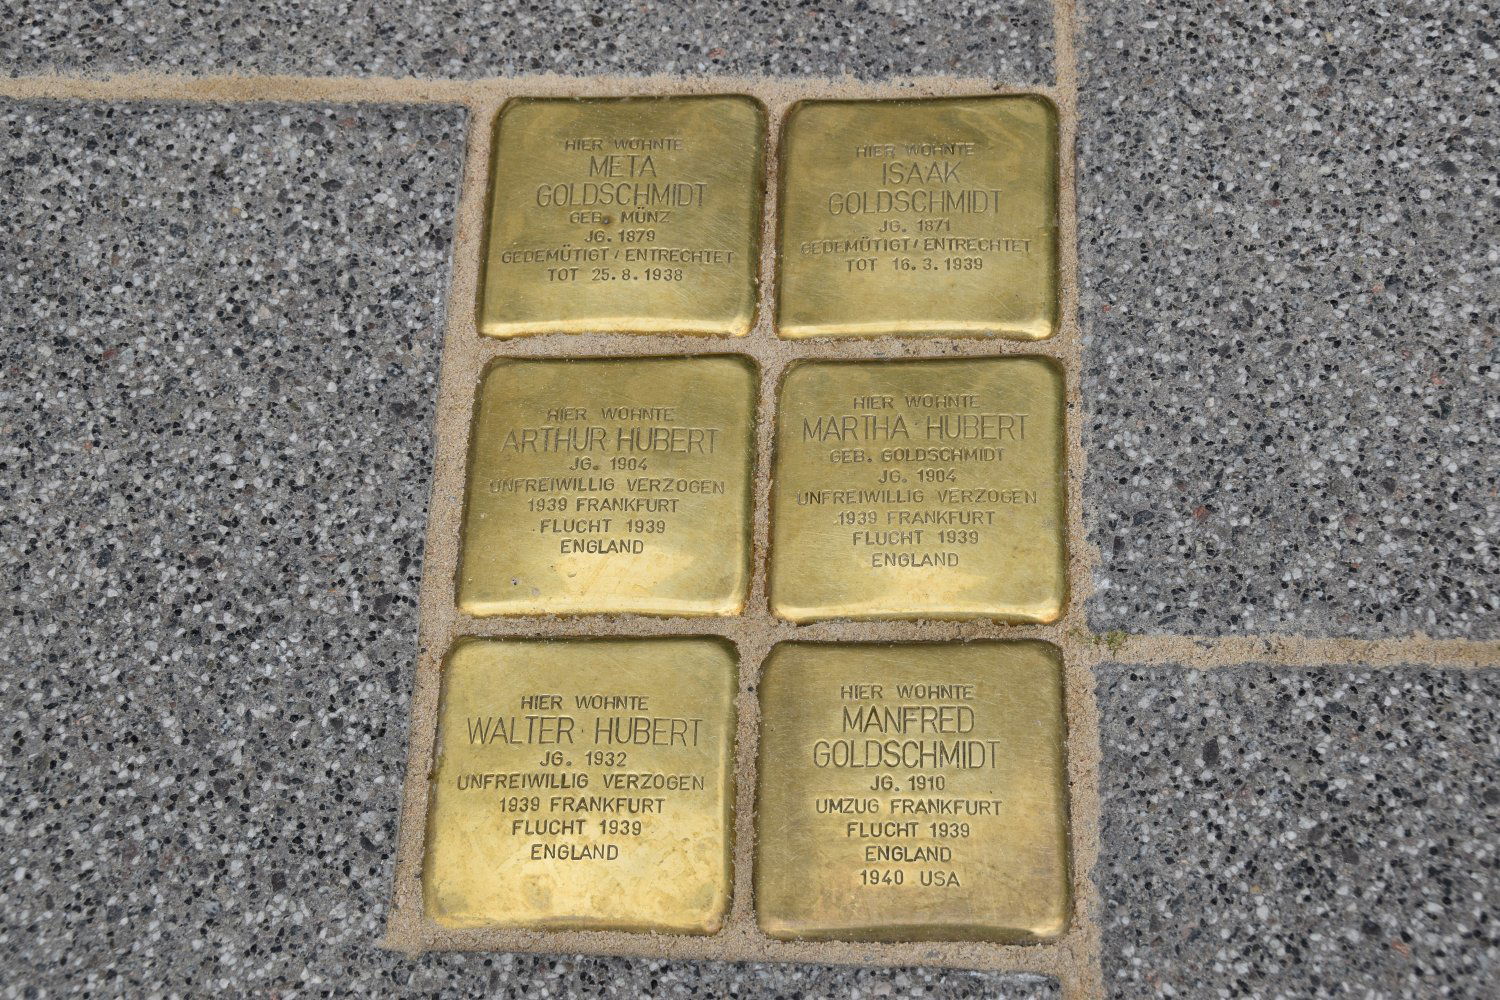 HIER WOHNTE
META
GOLDSCHMIDT
GEB. MÜNZ
JG. 1879
GEDEMÜTIGT / ENTRECHTET
TOT 25.8.1938
HIER WOHNTE
ISAAK
GOLDSCHMIDT
JG. 1871
GEDEMÜTIGT / ENTRECHTET
TOT 16.3.1939
HIER WOHNTE
ARTHUR HUBERT
JG. 1904
UNFREIWILLIG VERZOGEN
1939 FRANKFURT
FLUCHT 1939
ENGLAND
HIER WOHNTE
MARTHA HUBERT
GEB. GOLDSCHMIDT
JG. 1904
UNFREIWILLIG VERZOGEN
1939 FRANKFURT
FLUCHT 1939
ENGLAND
HIER WOHNTE
WALTER HUBERT
JG. 1932
UNFREIWILLIG VERZOGEN
1939 FRANKFURT
FLUCHT 1939
ENGLAND
HIER WOHNTE
MANFRED
GOLDSCHMIDT
JG. 1910
UMZUG FRANKFURT
FLUCHT 1939
ENGLAND
1940 USA